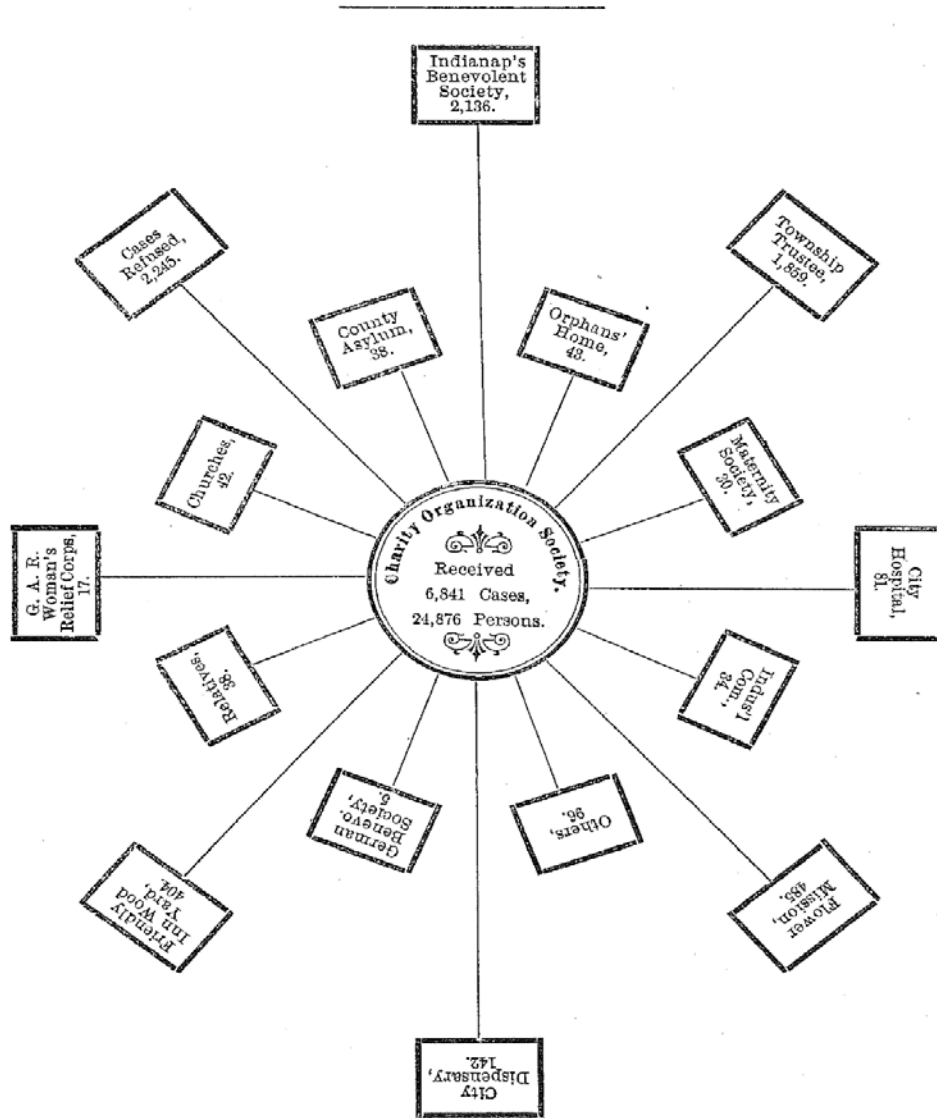 Indianap's
Benevolent
Society,
2,136.
Cases
Refused,
2,245.
Township
Trustee,
1,859.
County
Asylum,
38.
Orphans'
Home,
43.
Churches,
42.
Maternity
Society,
30.
Charity Organization Society.
Received
6,841 Cases,
24,876 Persons.
G. A. R.
Woman's
Relief Corps,
17.
City
Hospital,
81.
Relatives,
38.
Indus'l
Com.,
34.
German
Benevo.
Society,
5.
Others,
96.
Friendly
Inn Wood
Yard,
404.
Flower
Mission,
485.
City
Dispensary,
142.